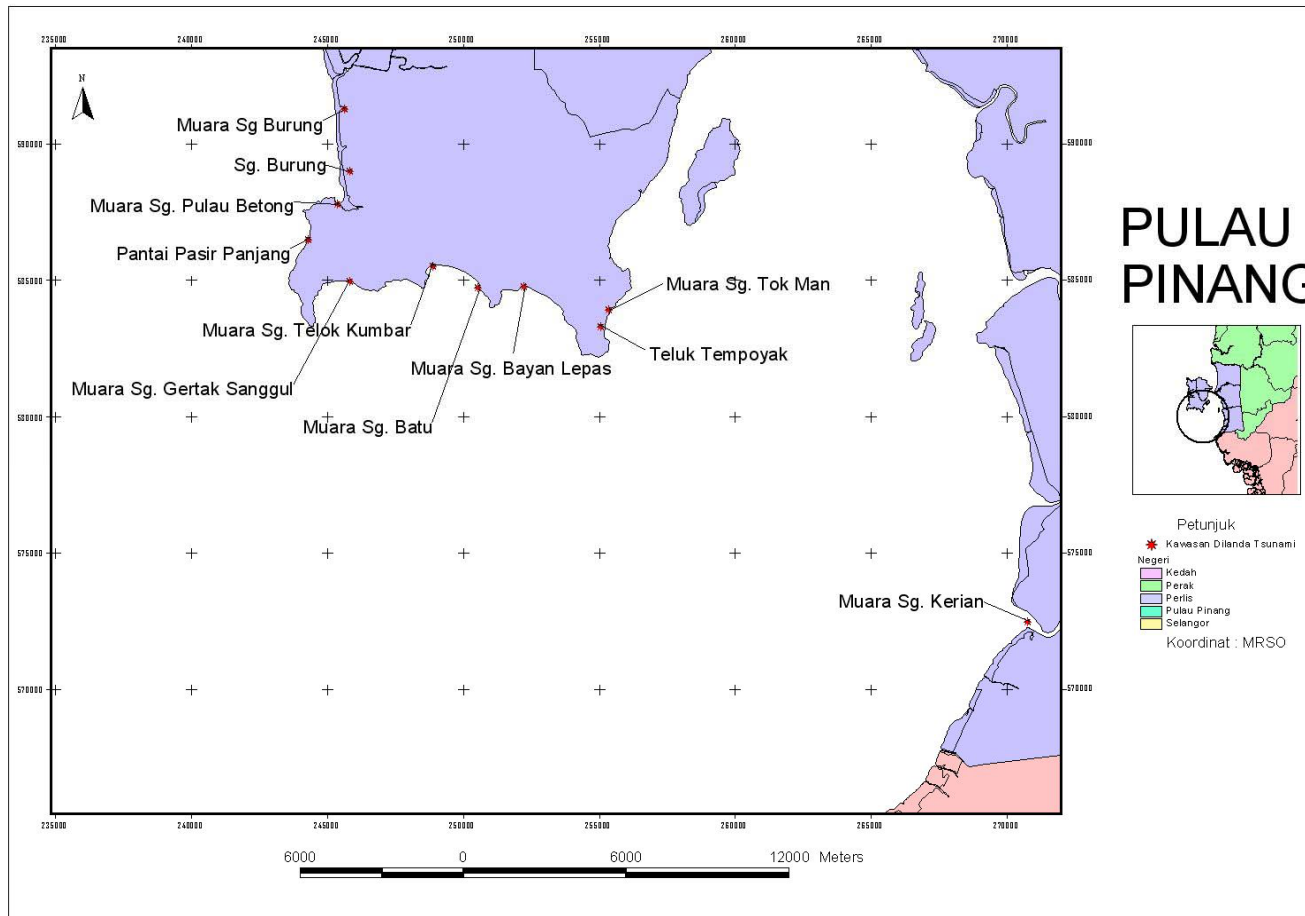 235000 240000 245000 250000 255000 260000 265000 270000
N
Muara Sg Burung
590000 590000
Sg. Burung
Muara Sg. Pulau Betong
Pantai Pasir Panjang
585000 585000
Muara Sg. Tok Man
Muara Sg. Telok Kumbar
Teluk Tempoyak
Muara Sg. Bayan Lepas
Muara Sg. Gertak Sanggul
580000 580000
Muara Sg. Batu
575000 575000
Muara Sg. Kerian
570000 570000
235000 240000 245000 250000 255000 260000 265000 270000
6000 0 6000 12000 Meters
PULAU
PINANG
Petunjuk
Kawasan Dilanda Tsunami
Negeri
Kedah
Perak
Perlis
Pulau Pinang
Selangor
Koordinat : MRSO